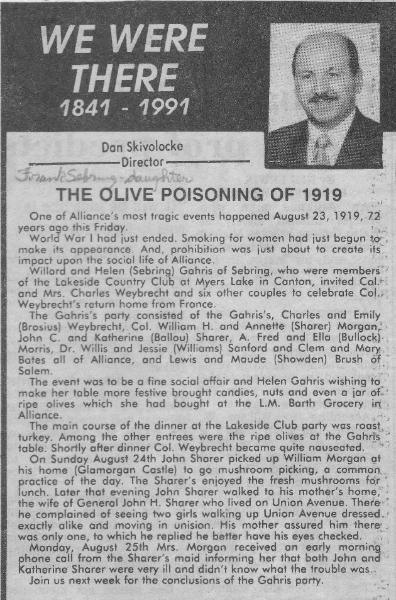 WE WERE
THERE
1841 - 1991
Dan Skivolocke
Director
Frank Sebring - daughter
THE OLIVE POISONING OF 1919
One of Alliance's most tragic events happened August 23, 1919, 72
years ago this Friday.
World War I had just ended. Smoking for women had just begun to
make its appearance. And, prohibition was just about to create its
impact upon the social life of Alliance.
Willard and Helen (Sebring) Gahris of Sebring, who were members
of the Lakeside Country Club at Myers Lake in Canton, invited Col.
and Mrs. Charles Weybrecht and six other couples to celebrate Col.
Weybrecht's return home from France.
The Gahris's party consisted of the Gahris's, Charles and Emily
(Brosius) Weybrecht, Col. William H. and Annette (Sharer) Morgan,
John C. and Katherine (Ballou) Sharer, A. Fred and Ella (Bullock)
Morris, Dr. Willis and Jessie (Williams) Sanford and Clem and Mary
Bates all of Alliance, and Lewis and Maude (Showden) Brush of
Salem.
The event was to be a fine social affair and Helen Gahris wishing to
make her table more festive brought candies, nuts and even a jar of
ripe olives which she had bought at the L.M. Barth Grocery in
Alliance.
The main course of the dinner at the Lakeside Club party was roast
turkey. Among the other entrees were the ripe olives at the Gahris
table. Shortly after dinner Col. Weybrecht became quite nauseated.
On Sunday August 24th John Sharer picked up William Morgan at
his home (Glamorgan Castle) to go mushroom picking, a common
practice of the day. The Sharer's enjoyed the fresh mushrooms for
lunch. Later that evening John Sharer walked to his mother's home,
the wife of General John H. Sharer who lived on Union Avenue. There
he complained of seeing two girls walking up Union Avenue dressed
exactly alike and moving in unision. His mother assured him there
was only one, to which he replied he better have his eyes checked.
Monday, August 25th Mrs. Morgan received an early morning
phone call from the Sharer's maid informing her that both John and
Katherine Sharer were very ill and didn't know what the trouble was.
Join us next week for the conclusions of the Gahris party.